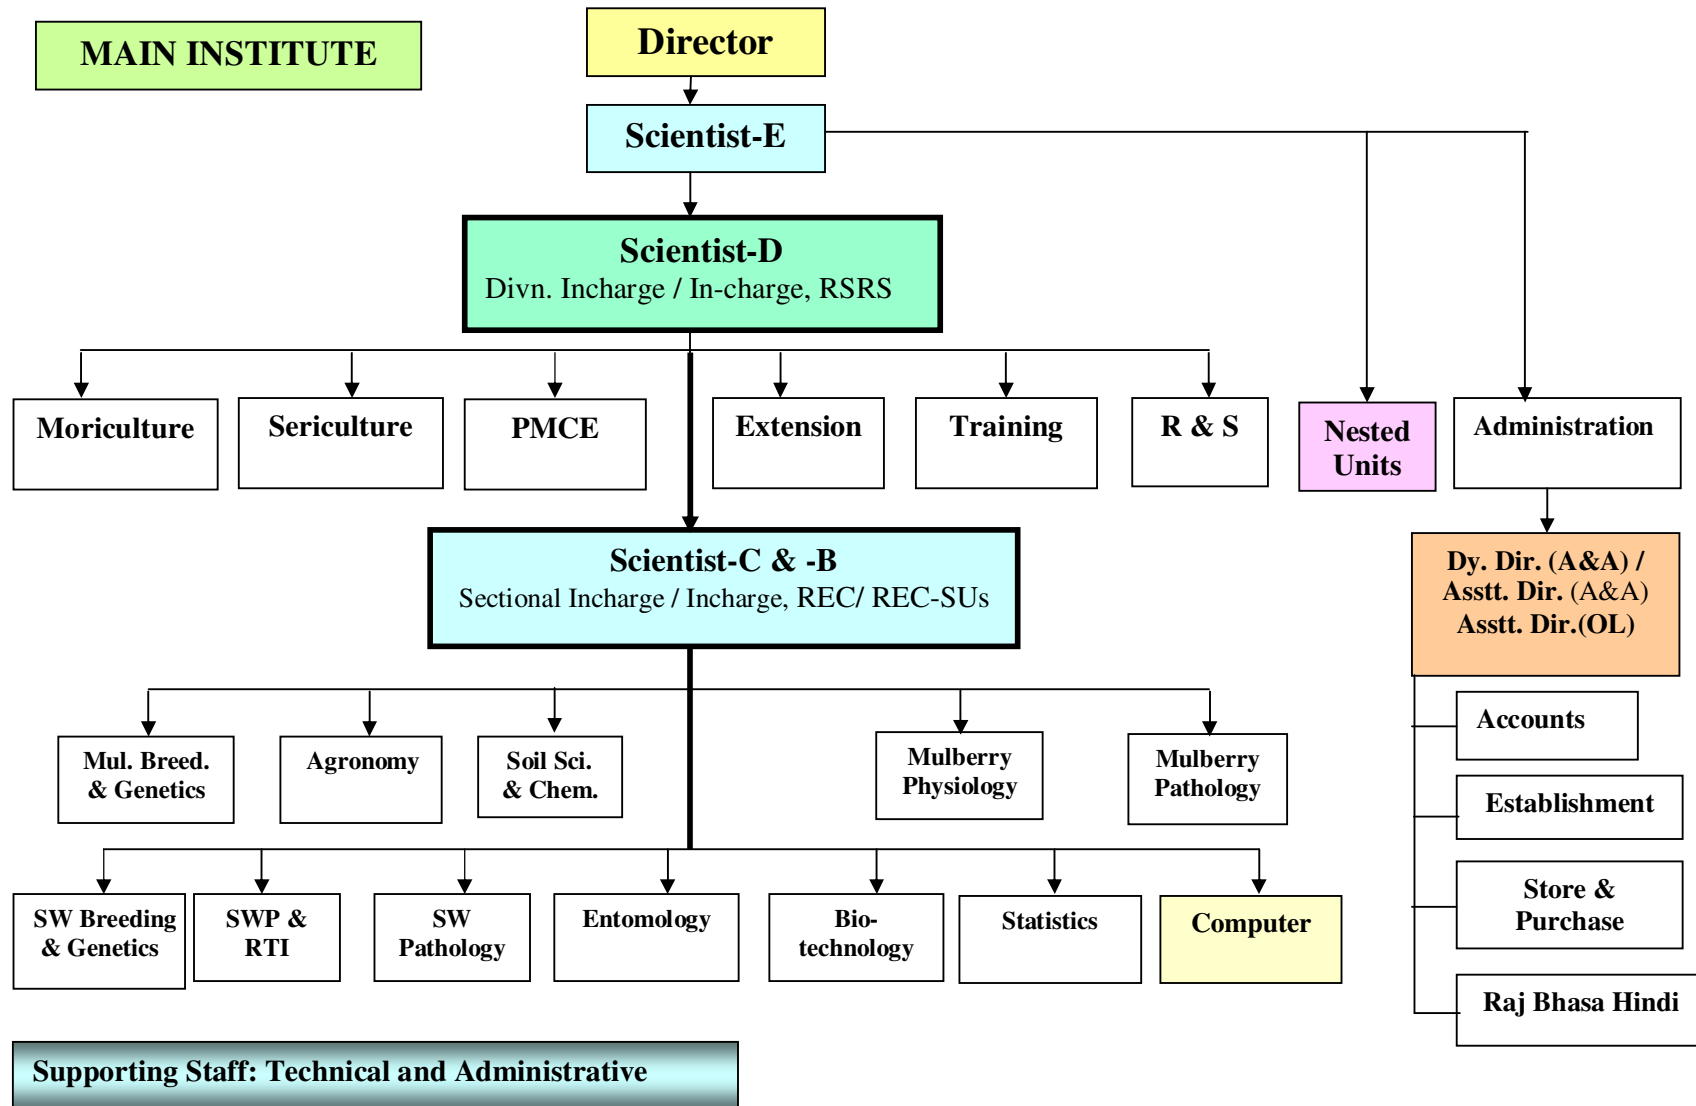 MAIN INSTITUTE
Director
Scientist-E
Scientist-D
Divn. Incharge / In-charge, RSRS
Moriculture
Sericulture
PMCE
Extension
Training
R & S
Nested
Units
Administration
Scientist-C & -B
Sectional Incharge / Incharge, REC/ REC-SUs
Dy. Dir. (A&A) /
Asstt. Dir. (A&A)
Asstt. Dir.(OL)
Mul. Breed.
& Genetics
Agronomy
Soil Sci.
& Chem.
Mulberry
Physiology
Mulberry
Pathology
Accounts
Establishment
Store &
Purchase
Raj Bhasa Hindi
SW Breeding
& Genetics
SWP &
RTI
SW
Pathology
Entomology
Bio-
technology
Statistics
Computer
Supporting Staff: Technical and Administrative